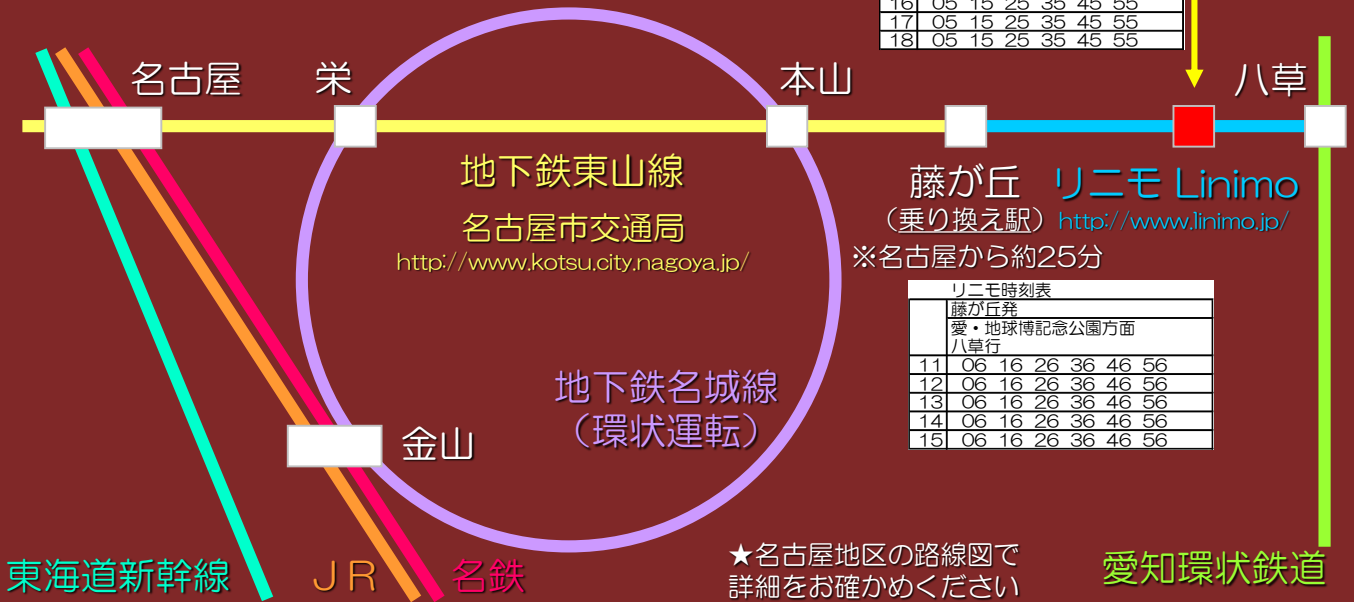 16 05 15 25 35 45 55
17 05 15 25 35 45 55
18 05 15 25 35 45 55
名古屋
栄
本山
八草
地下鉄東山線
名古屋市交通局
http://www.kotsu.city.nagoya.jp/
藤が丘
(乗り換え駅)
リニモ Linimo
http://www.linimo.jp/
※名古屋から約25分
リニモ時刻表
藤が丘発
愛・地球博記念公園方面
八草行
11 06 16 26 36 46 56
12 06 16 26 36 46 56
13 06 16 26 36 46 56
14 06 16 26 36 46 56
15 06 16 26 36 46 56
地下鉄名城線
(環状運転)
金山
東海道新幹線
JR
名鉄
★名古屋地区の路線図で
詳細をお確かめください
愛知環状鉄道